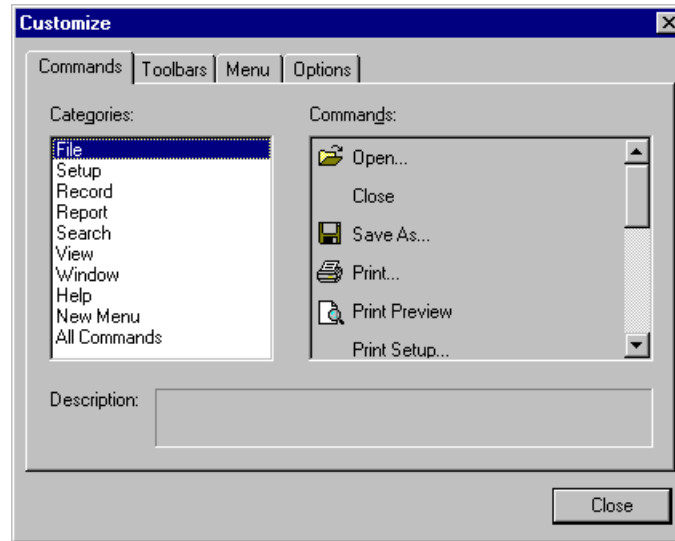 Customize
Commands Toolbars Menu Options
Categories:
File
Setup
Record
Report
Search
View
Window
Help
New Menu
All Commands
Commands:
Open...
Close
Save As...
Print...
Print Preview
Print Setup...
Description:
Close